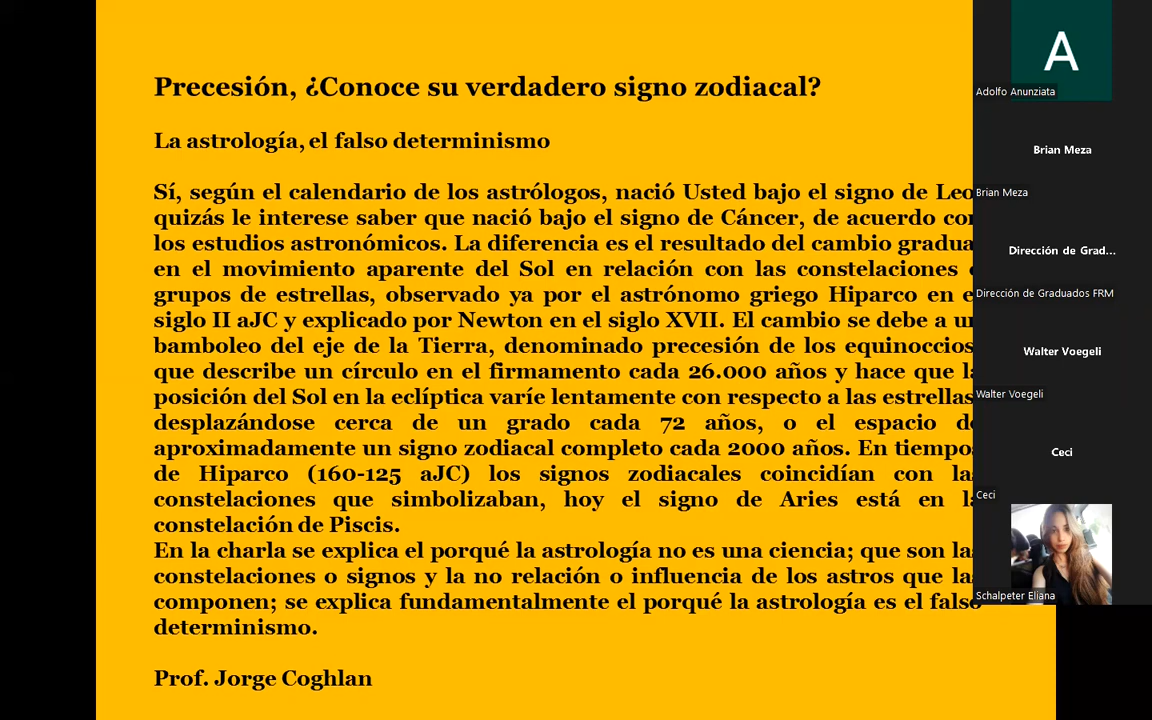 Precesión, ¿Conoce su verdadero signo zodiacal?
La astrología, el falso determinismo
Sí, según el calendario de los astrólogos, nació Usted bajo el signo de Leo
quizás le interese saber que nació bajo el signo de Cáncer, de acuerdo con
los estudios astronómicos. La diferencia es el resultado del cambio gradua
en el movimiento aparente del Sol en relación con las constelaciones
grupos de estrellas, observado ya por el astrónomo griego Hiparco en e
siglo II aJC y explicado por Newton en el siglo XVII. El cambio se debe a un
bamboleo del eje de la Tierra, denominado precesión de los equinoccios
que describe un círculo en el firmamento cada 26.000 años y hace que la
posición del Sol en la eclíptica varíe lentamente con respecto a las estrellas
desplazándose cerca de un grado cada 72 años, o el espacio de
aproximadamente un signo zodiacal completo cada 2000 años. En tiempo
de Hiparco (160-125 aJC) los signos zodiacales coincidían con la
constelaciones que simbolizaban, hoy el signo de Aries está en la
constelación de Piscis.
En la charla se explica el porqué la astrología no es una ciencia; que son la
constelaciones o signos y la no relación o influencia de los astros que la
componen; se explica fundamentalmente el porqué la astrología es el falso
determinismo.
Prof. Jorge Coghlan
A
Adolfo Anunziata
Brian Meza
Brian Meza
Dirección de Grad...
Dirección de Graduados FRM
Walter Voegeli
Walter Voegeli
Ceci
Ceci
Schalpeter Eliana